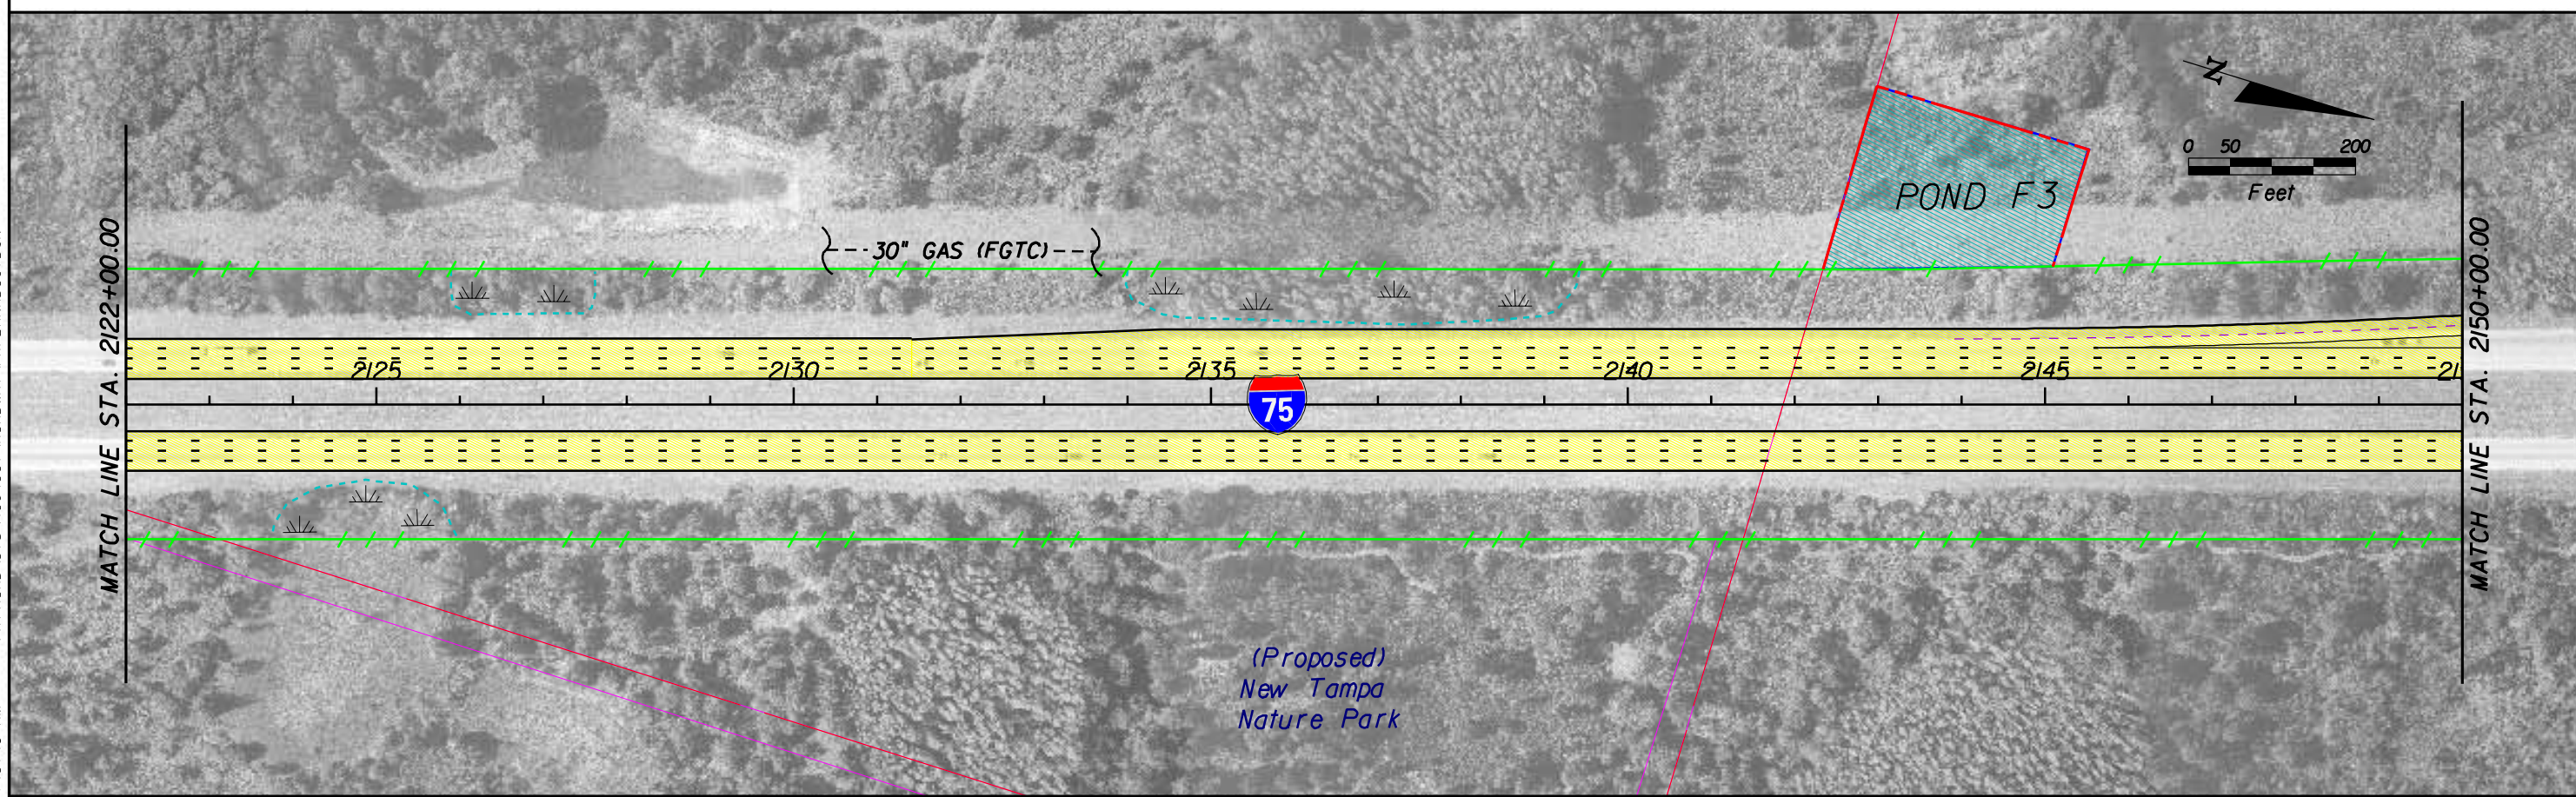 N
0 50 200
Feet
POND F3
30" GAS (FGTC)
MATCH LINE STA. 2122+00.00
MATCH LINE STA. 2150+00.00
2125 2130 2135 2140 2145 21
75
(Proposed)
New Tampa
Nature Park